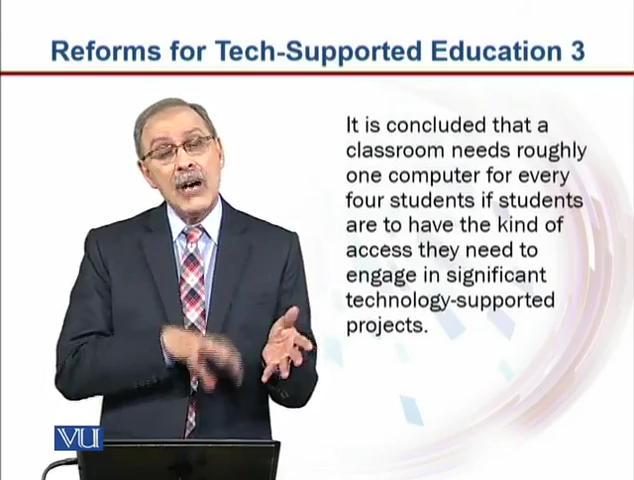 Reforms for Tech-Supported Education 3
It is concluded that a
classroom needs roughly
one computer for every
four students if students
are to have the kind of
access they need to
engage in significant
technology-supported
projects.
VU